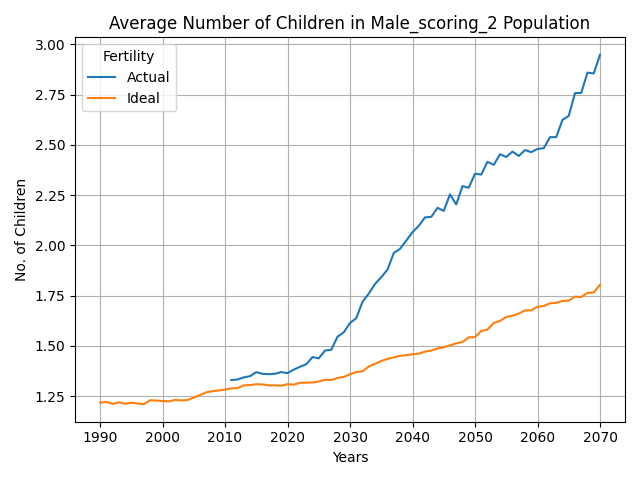 Average Number of Children in Male_scoring_2 Population
Fertility
Actual
Ideal
No. of Children
3.00
2.75
2.50
2.25
2.00
1.75
1.50
1.25
1990 2000 2010 2020 2030 2040 2050 2060 2070
Years